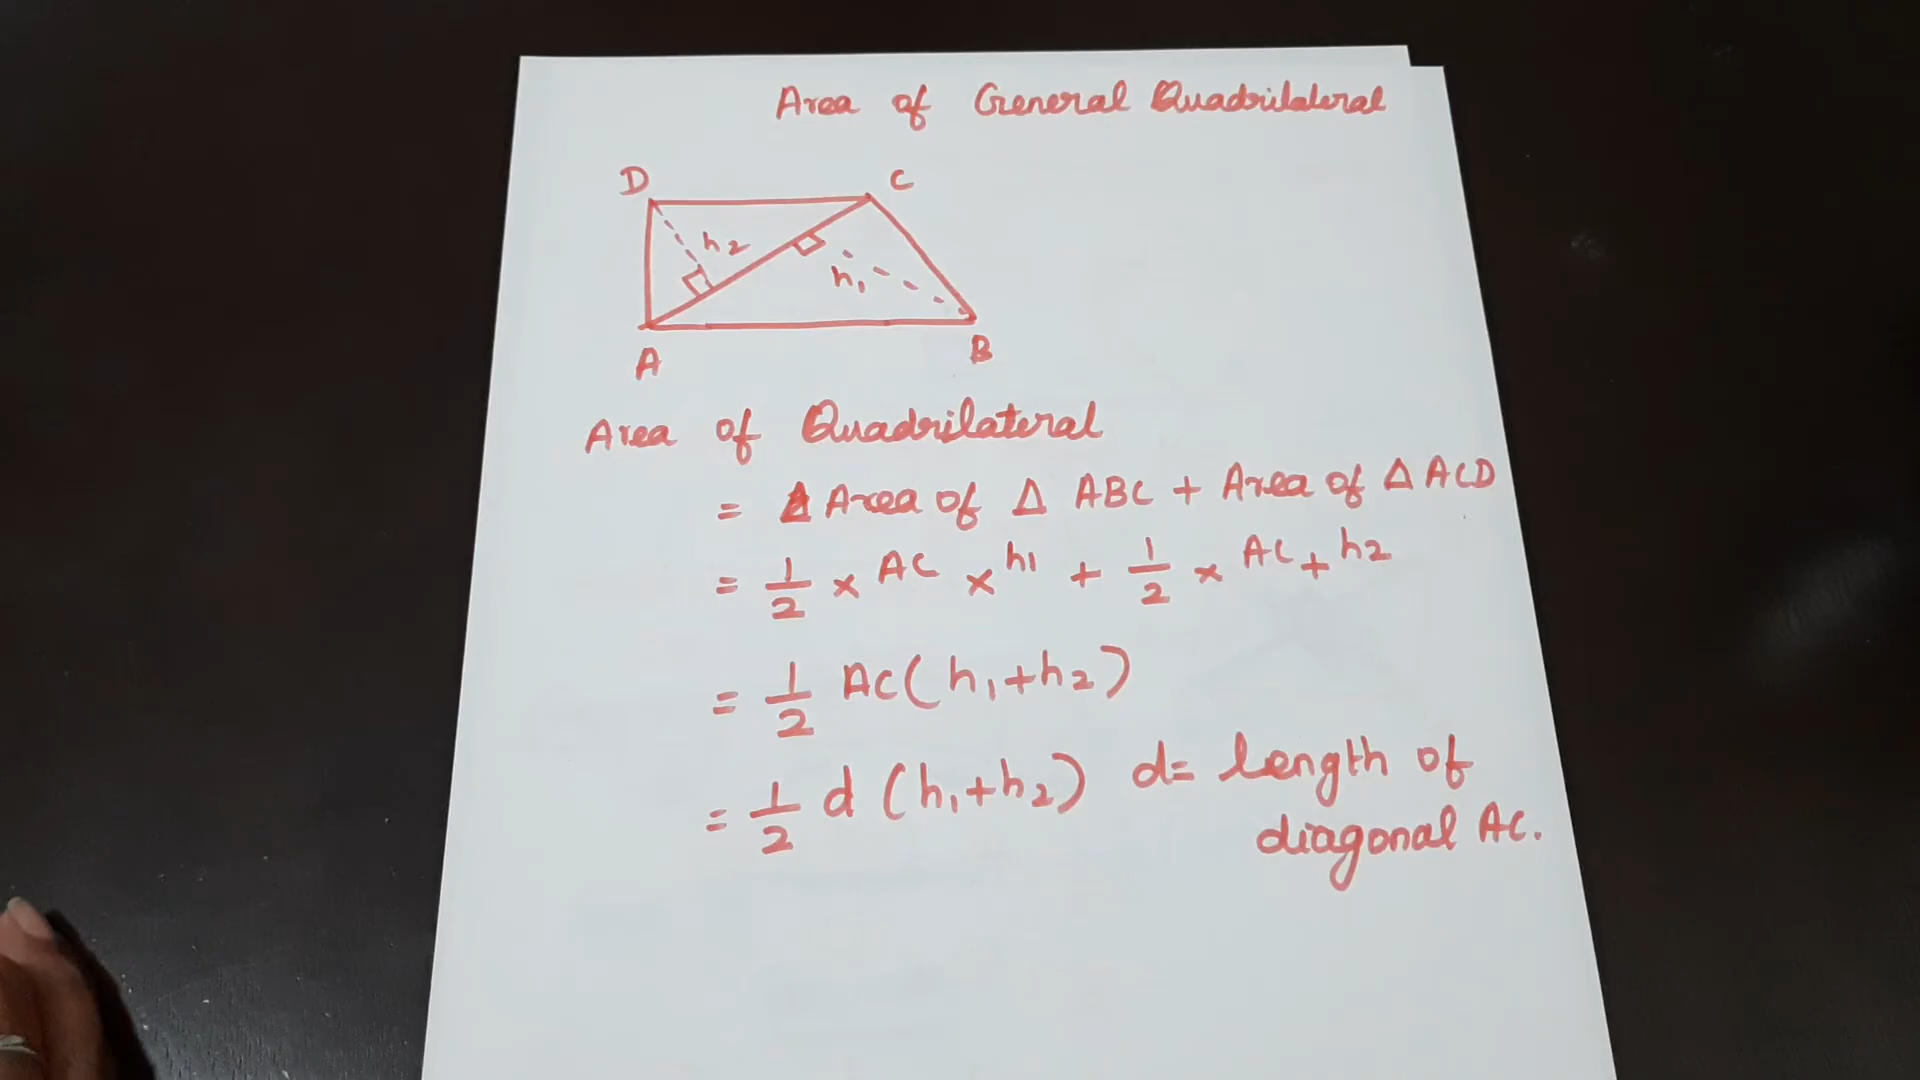 Area of General Quadrilateral
D C
h2
h1
A B
Area of Quadrilateral
= Area of Δ ABC + Area of Δ ACD
= 1/2 × AC × h1 + 1/2 × AC + h2
= 1/2 AC (h1+h2)
= 1/2 d (h1+h2) d= length of
diagonal AC.